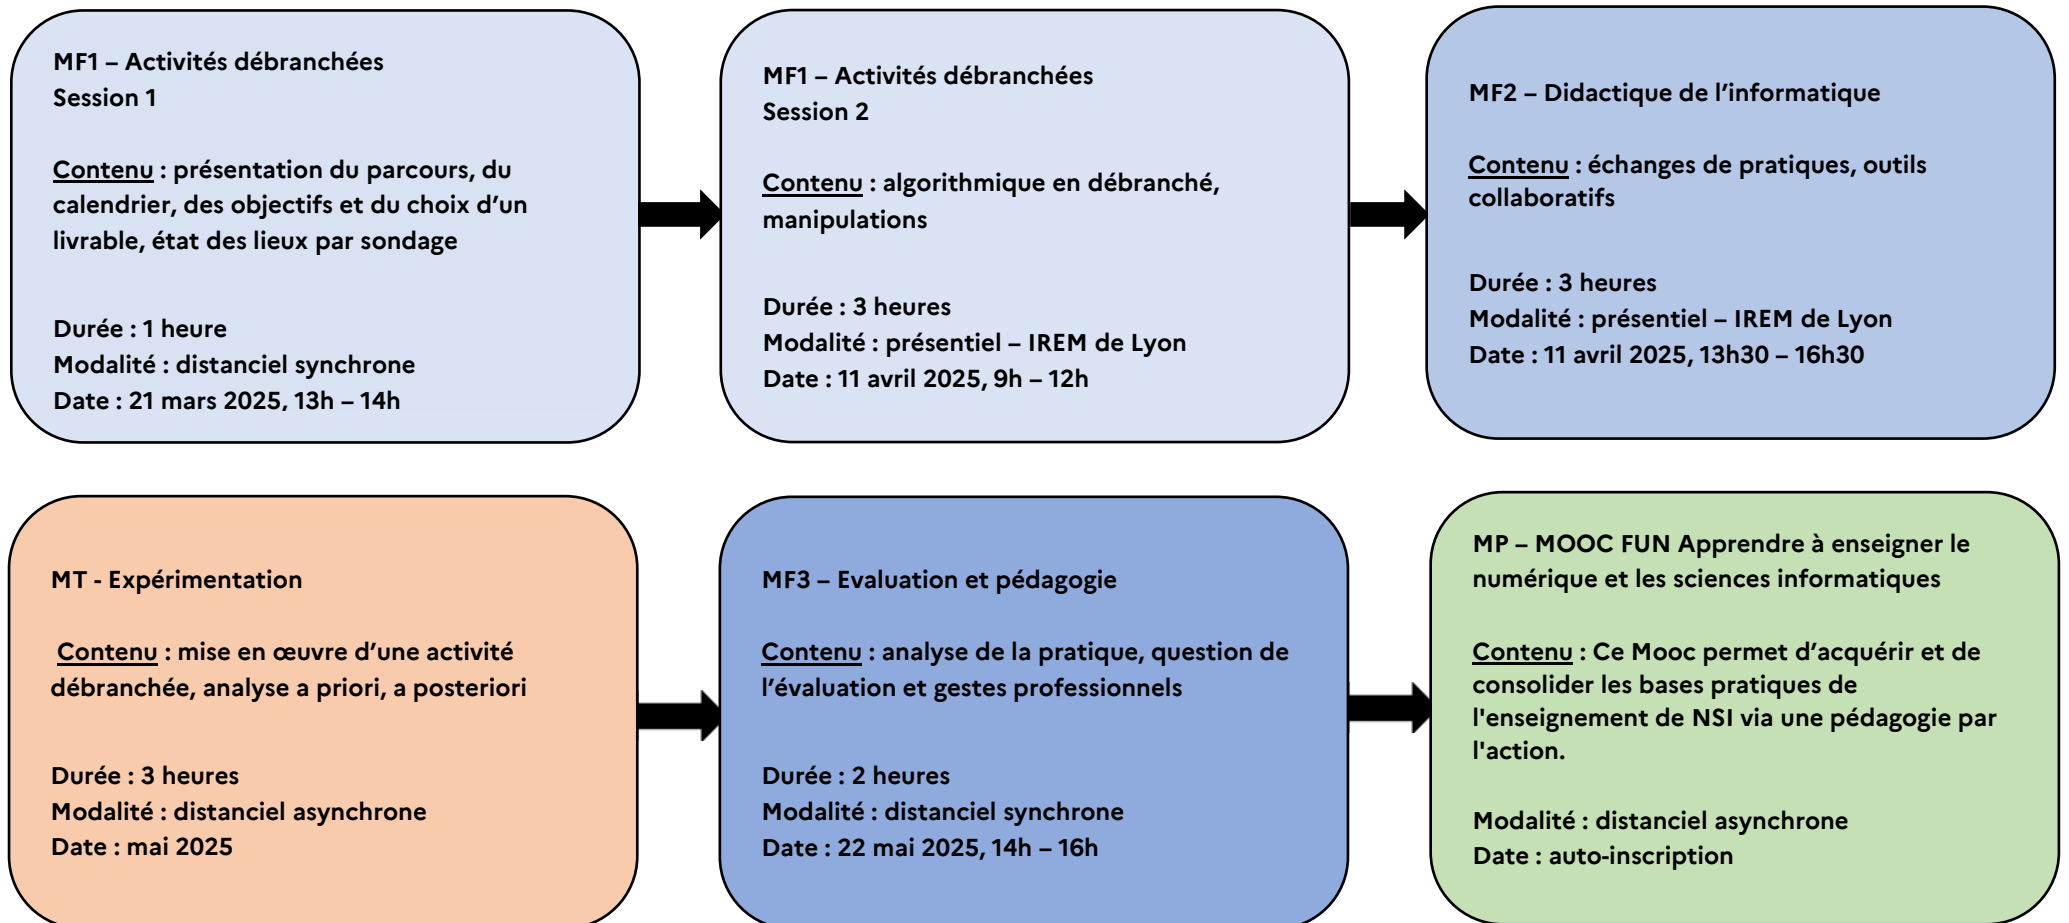 MF1 – Activités débranchées
Session 1
Contenu : présentation du parcours, du
calendrier, des objectifs et du choix d’un
livrable, état des lieux par sondage
Durée : 1 heure
Modalité : distanciel synchrone
Date : 21 mars 2025, 13h – 14h
MF1 – Activités débranchées
Session 2
Contenu : algorithmique en débranché,
manipulations
Durée : 3 heures
Modalité : présentiel – IREM de Lyon
Date : 11 avril 2025, 9h – 12h
MF2 – Didactique de l’informatique
Contenu : échanges de pratiques, outils
collaboratifs
Durée : 3 heures
Modalité : présentiel – IREM de Lyon
Date : 11 avril 2025, 13h30 – 16h30
MT - Expérimentation
Contenu : mise en œuvre d’une activité
débranchée, analyse a priori, a posteriori
Durée : 3 heures
Modalité : distanciel asynchrone
Date : mai 2025
MF3 – Evaluation et pédagogie
Contenu : analyse de la pratique, question de
l’évaluation et gestes professionnels
Durée : 2 heures
Modalité : distanciel synchrone
Date : 22 mai 2025, 14h – 16h
MP – MOOC FUN Apprendre à enseigner le
numérique et les sciences informatiques
Contenu : Ce Mooc permet d’acquérir et de
consolider les bases pratiques de
l'enseignement de NSI via une pédagogie par
l'action.
Modalité : distanciel asynchrone
Date : auto-inscription